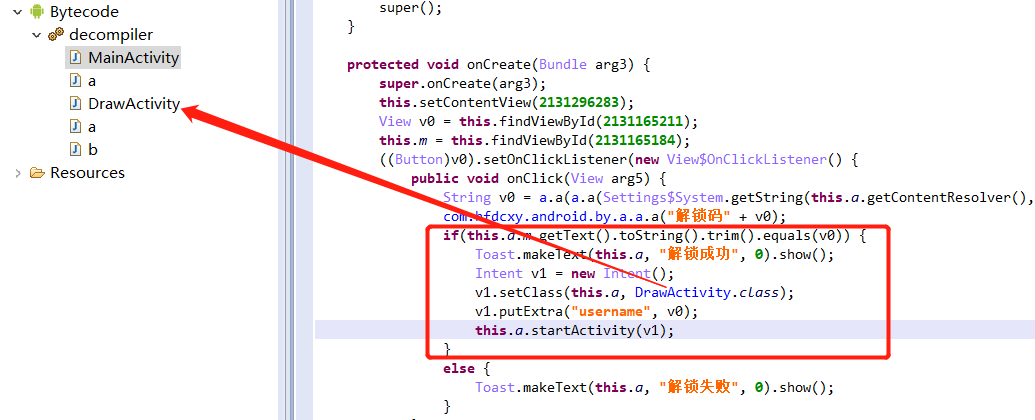 Bytecode
decompiler
MainActivity
a
DrawActivity
a
b
Resources
super();
}
protected void onCreate(Bundle arg3) {
super.onCreate(arg3);
this.setContentView(2131296283);
View v0 = this.findViewById(2131165211);
this.m = this.findViewById(2131165184);
((Button)v0).setOnClickListener(new View$OnClickListener() {
public void onClick(View arg5) {
String v0 = a.a(a.a(Settings$System.getString(this.a.getContentResolver(),
com.hfdcxy.android.by.a.a.a("解锁码" + v0);
if(this.a.m.getText().toString().trim().equals(v0)) {
Toast.makeText(this.a, "解锁成功", 0).show();
Intent v1 = new Intent();
v1.setClass(this.a, DrawActivity.class);
v1.putExtra("username", v0);
this.a.startActivity(v1);
}
else {
Toast.makeText(this.a, "解锁失败", 0).show();
}